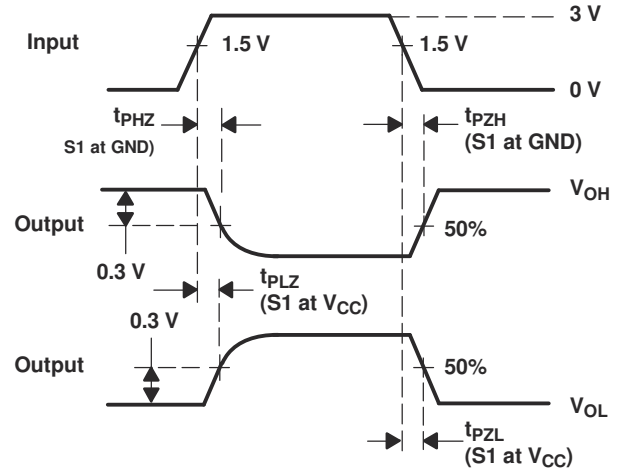 3 V
Input
1.5 V
1.5 V
0 V
tPHZ
S1 at GND)
tPZH
(S1 at GND)
VOH
Output
50%
0.3 V
tPLZ
(S1 at VCC)
0.3 V
Output
50%
VOL
tPZL
(S1 at VCC)